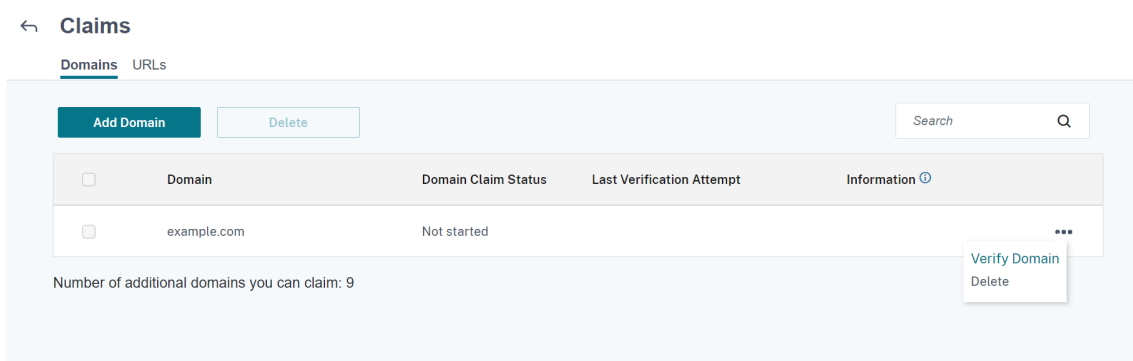 Claims
Domains URLs
Add Domain Delete Search
Domain Domain Claim Status Last Verification Attempt Information
example.com Not started
Verify Domain
Delete
Number of additional domains you can claim: 9